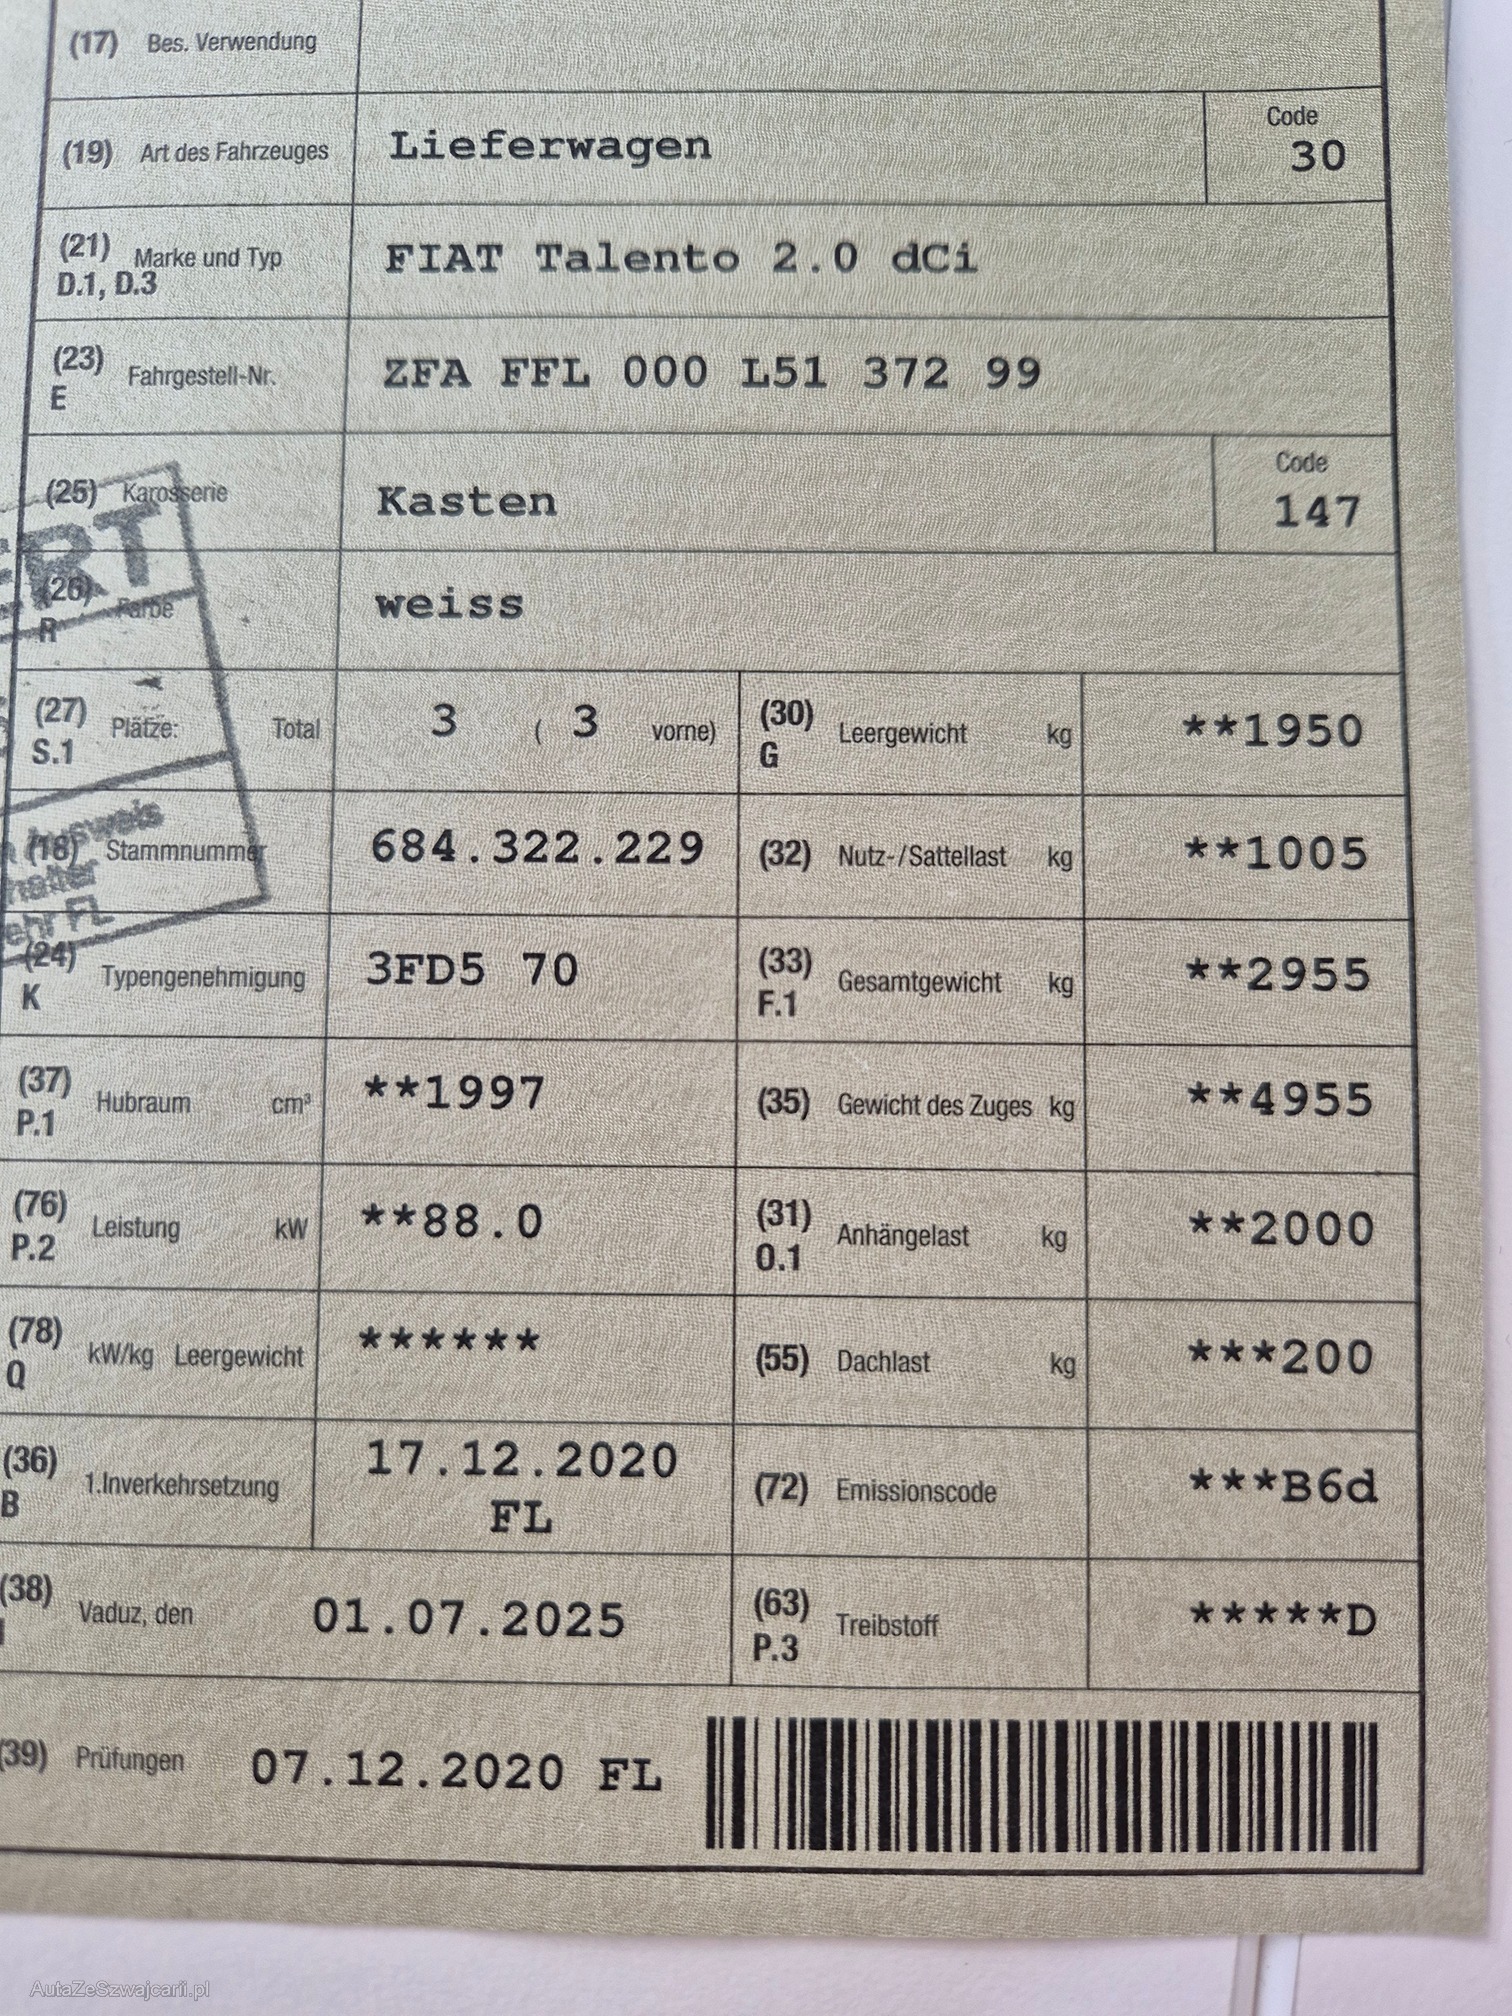 (17) Bes. Verwendung
(19) Art des Fahrzeuges Lieferwagen Code 30
(21) Marke und Typ FIAT Talento 2.0 dCi
D.1, D.3
(23) Fahrgestell-Nr. ZFA FFL 000 L51 372 99
E
(25) Karosserie Kasten Code 147
ERT
(26) Farbe weiss
R
(27) Plätze: Total 3 ( 3 vorne) (30) Leergewicht kg **1950
S.1 G
Ausweis
(18) Stammnummer 684.322.229 (32) Nutz-/Sattellast kg **1005
halter
ehr FL
(24) Typengenehmigung 3FD5 70 (33) Gesamtgewicht kg **2955
K F.1
(37) Hubraum cm³ **1997 (35) Gewicht des Zuges kg **4955
P.1
(76) Leistung kW **88.0 (31) Anhängelast kg **2000
P.2 O.1
(78) kW/kg Leergewicht ****** (55) Dachlast kg ***200
Q
(36) 1.Inverkehrsetzung 17.12.2020 (72) Emissionscode ***B6d
B FL
(38) Vaduz, den 01.07.2025 (63) Treibstoff *****D
I P.3
(39) Prüfungen 07.12.2020 FL
AutaZeSzwajcarii.pl